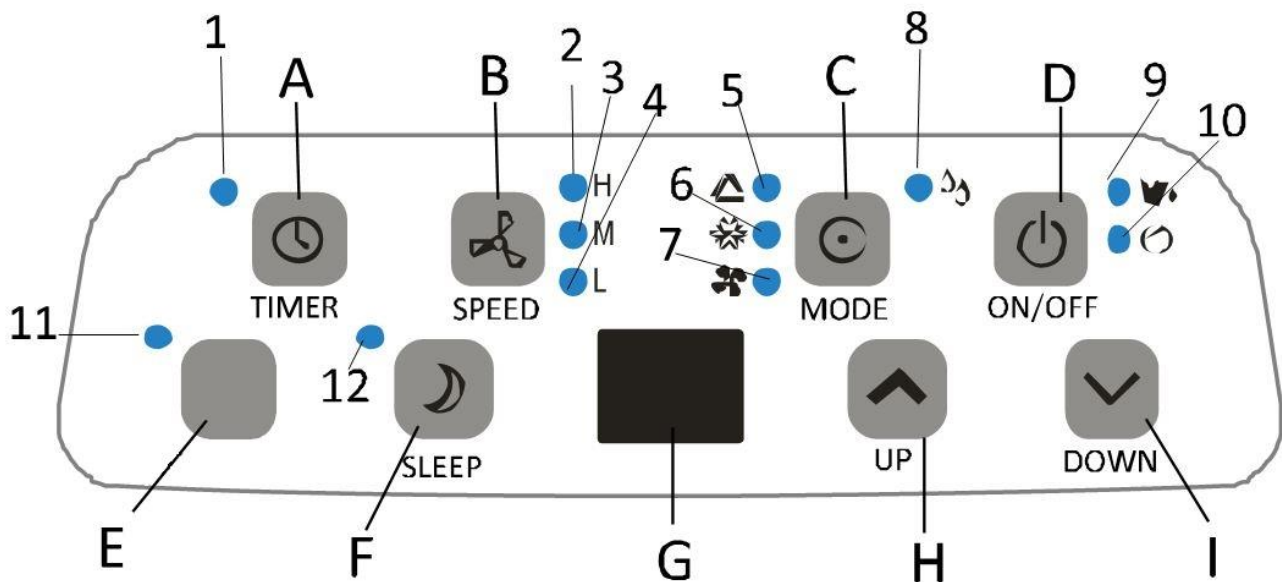 1 A B 2 3 4 5 6 7 C 8 D 9 10
H
M
L
TIMER SPEED MODE ON/OFF
11 12
SLEEP UP DOWN
E F G H I